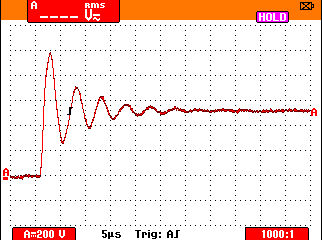 A rms
---- V≂
HOLD
A
A
A=200 V 5µs Trig: A∫ 1000:1